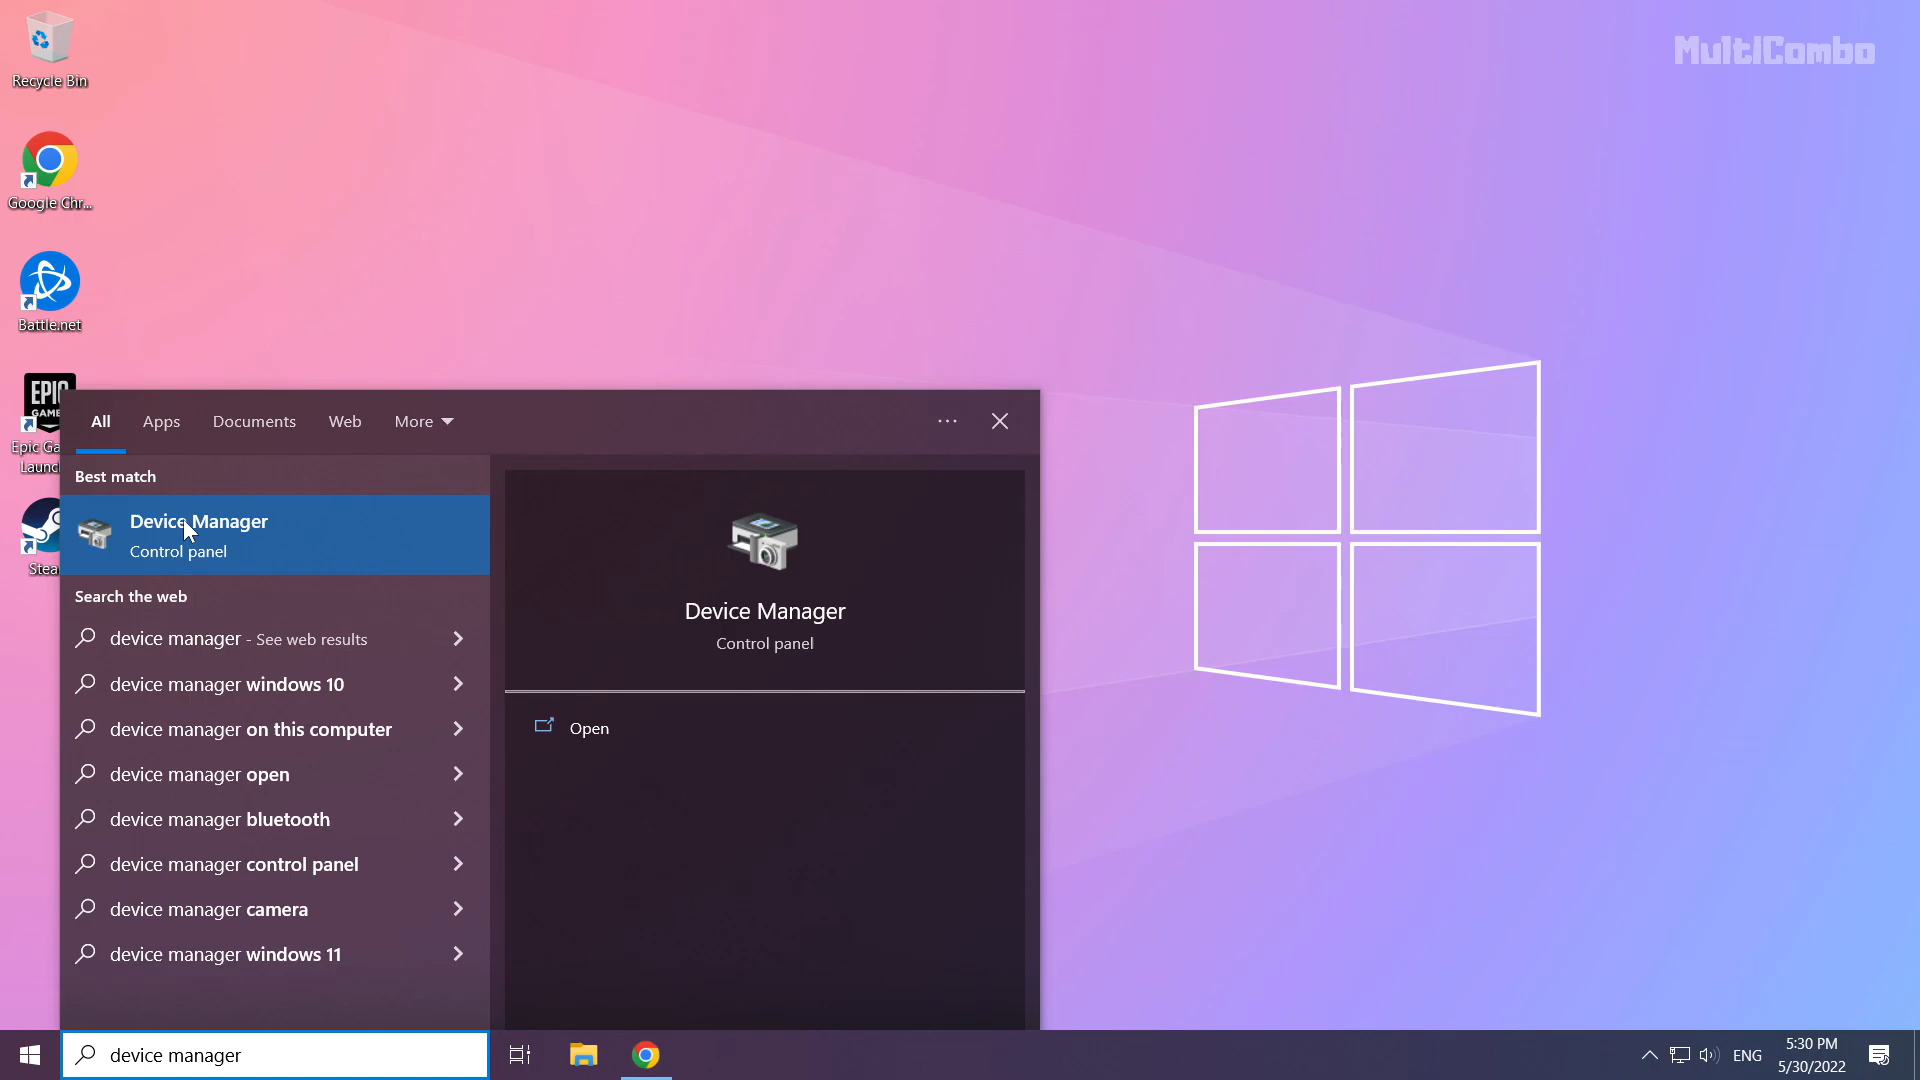 MultiCombo
Recycle Bin
Google Chr...
Battle.net
EPIC
GAM
Epic Ga
Launc
Stea
All
Apps
Documents
Web
More
Best match
Device Manager
Control panel
Search the web
device manager - See web results
device manager windows 10
device manager on this computer
device manager open
device manager bluetooth
device manager control panel
device manager camera
device manager windows 11
Device Manager
Control panel
Open
device manager
ENG
5:30 PM
5/30/2022